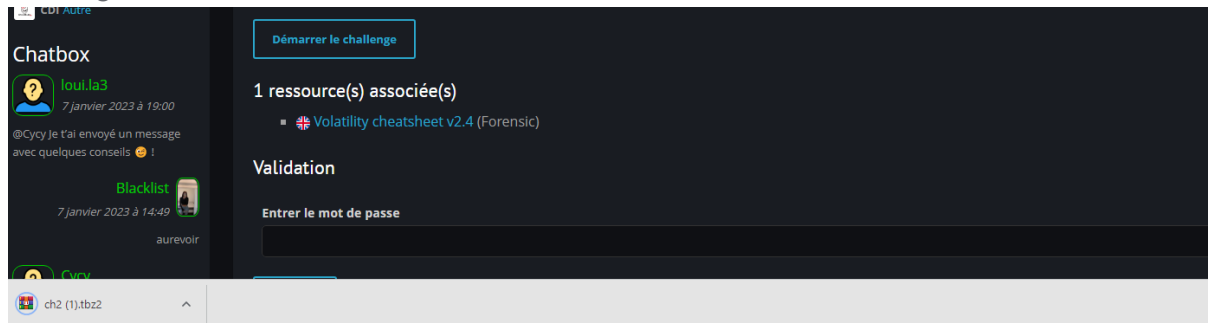 CDI Autre
Chatbox
loui.la3
7 janvier 2023 à 19:00
@Cycy Je t'ai envoyé un message
avec quelques conseils 😉 !
Blacklist
7 janvier 2023 à 14:49
aurevoir
Cycy
Démarrer le challenge
1 ressource(s) associée(s)
Volatility cheatsheet v2.4 (Forensic)
Validation
Entrer le mot de passe
ch2 (1).tbz2